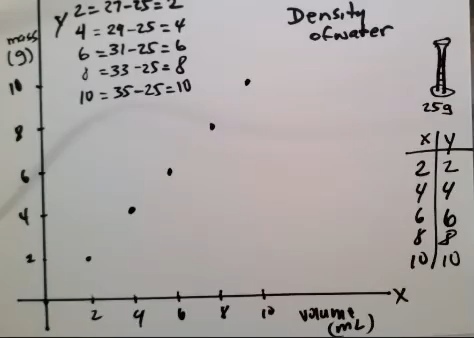 Y 2 = 27-25 = 2
4 = 29-25 = 4
6 = 31-25 = 6
8 = 33-25 = 8
10 = 35-25 = 10
Density
of water
mass
(g)
10
8
6
4
2
25g
X Y
2 2
4 4
6 6
8 8
10 10
2 4 6 8 10
volume
(mL)
X